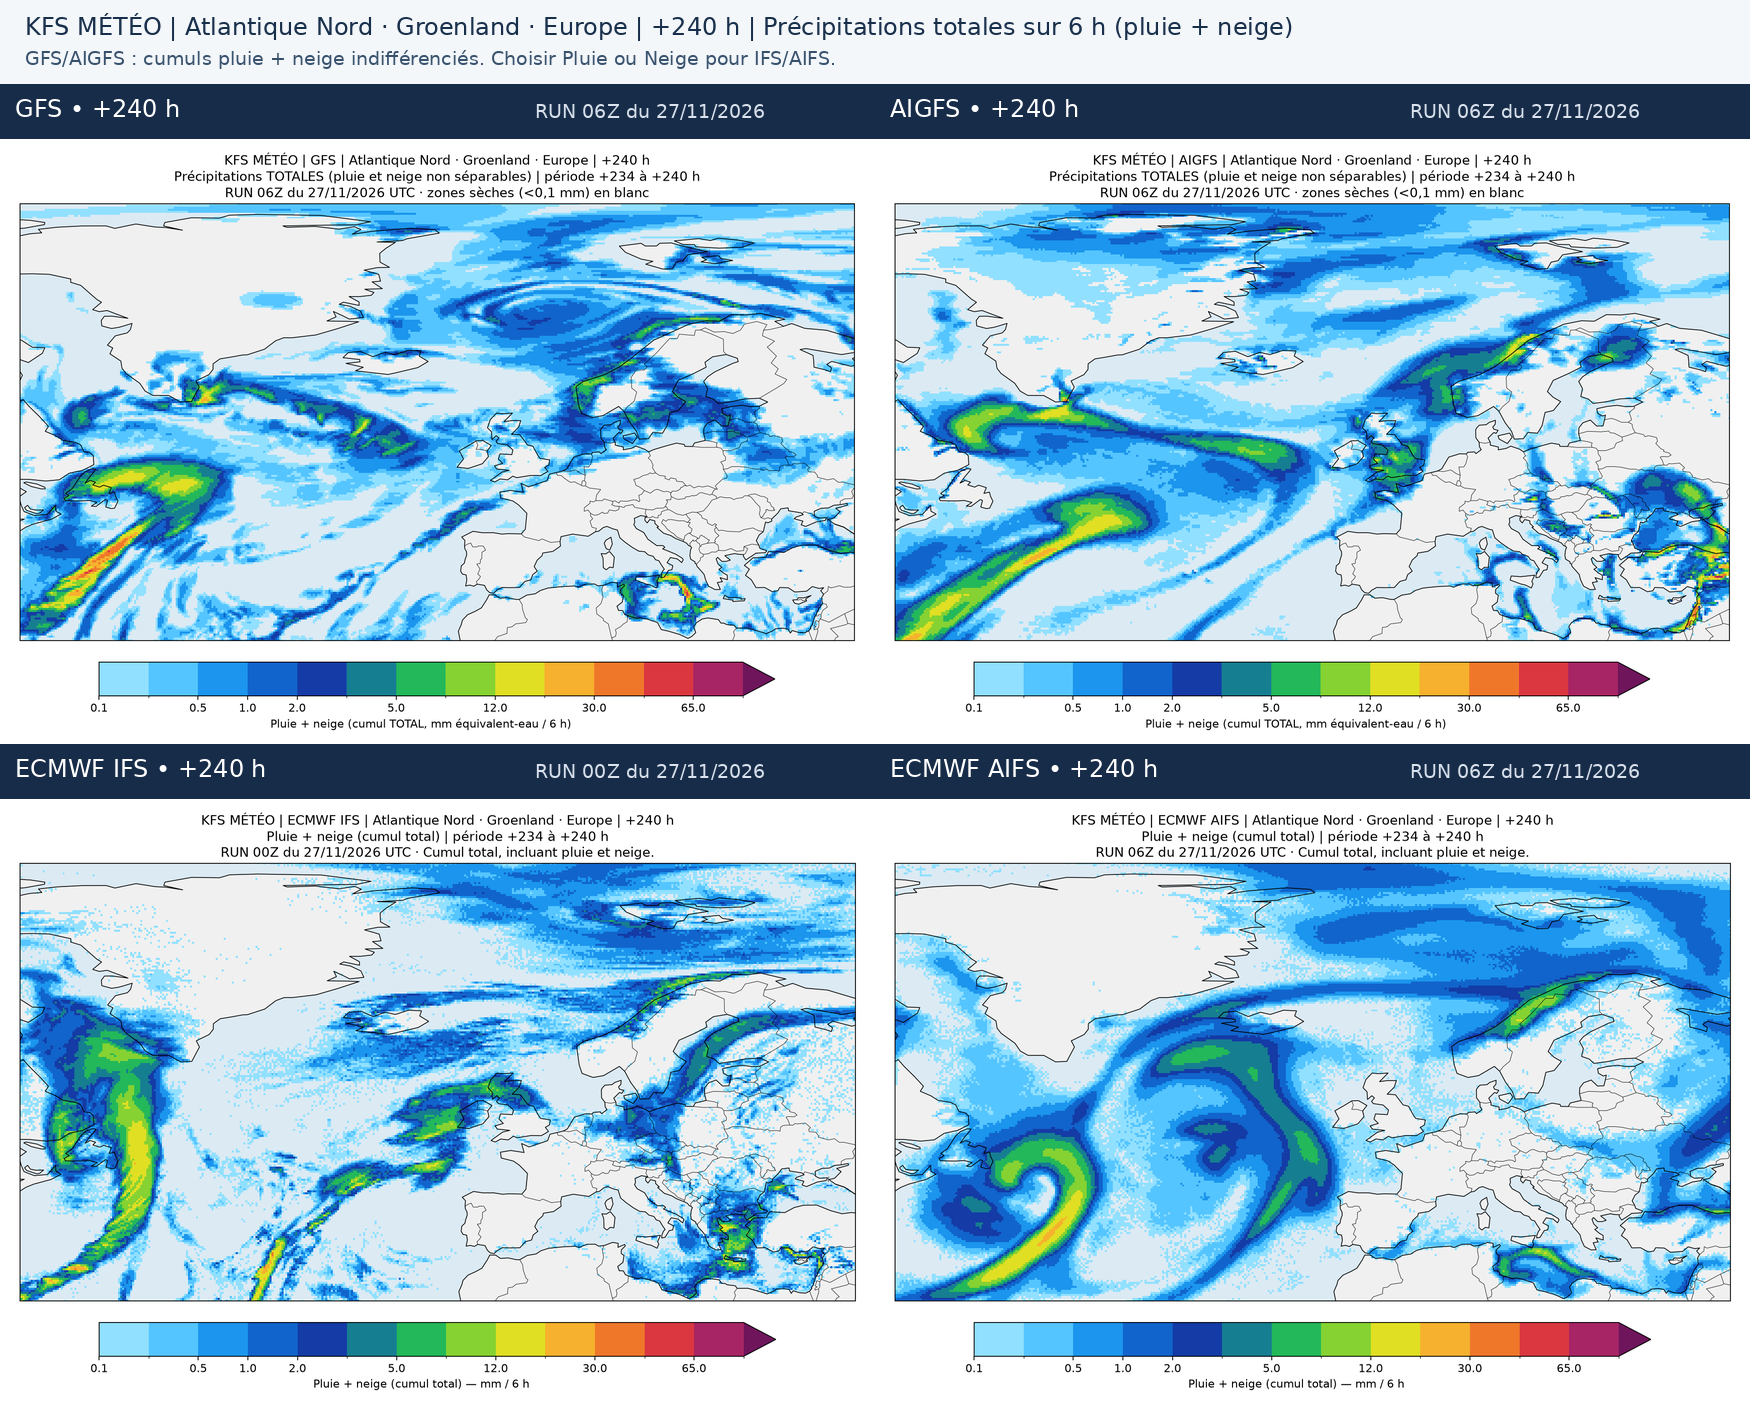 KFS MÉTÉO | Atlantique Nord · Groenland · Europe | +240 h | Précipitations totales sur 6 h (pluie + neige)
GFS/AIGFS : cumuls pluie + neige indifférenciés. Choisir Pluie ou Neige pour IFS/AIFS.
GFS • +240 h
RUN 06Z du 27/11/2026
AIGFS • +240 h
RUN 06Z du 27/11/2026
KFS MÉTÉO | GFS | Atlantique Nord · Groenland · Europe | +240 h
Précipitations TOTALES (pluie et neige non séparables) | période +234 à +240 h
RUN 06Z du 27/11/2026 UTC · zones sèches (<0,1 mm) en blanc
KFS MÉTÉO | AIGFS | Atlantique Nord · Groenland · Europe | +240 h
Précipitations TOTALES (pluie et neige non séparables) | période +234 à +240 h
RUN 06Z du 27/11/2026 UTC · zones sèches (<0,1 mm) en blanc
0.1 0.5 1.0 2.0 5.0 12.0 30.0 65.0
Pluie + neige (cumul TOTAL, mm équivalent-eau / 6 h)
0.1 0.5 1.0 2.0 5.0 12.0 30.0 65.0
Pluie + neige (cumul TOTAL, mm équivalent-eau / 6 h)
ECMWF IFS • +240 h
RUN 00Z du 27/11/2026
ECMWF AIFS • +240 h
RUN 06Z du 27/11/2026
KFS MÉTÉO | ECMWF IFS | Atlantique Nord · Groenland · Europe | +240 h
Pluie + neige (cumul total) | période +234 à +240 h
RUN 00Z du 27/11/2026 UTC · Cumul total, incluant pluie et neige.
KFS MÉTÉO | ECMWF AIFS | Atlantique Nord · Groenland · Europe | +240 h
Pluie + neige (cumul total) | période +234 à +240 h
RUN 06Z du 27/11/2026 UTC · Cumul total, incluant pluie et neige.
0.1 0.5 1.0 2.0 5.0 12.0 30.0 65.0
Pluie + neige (cumul total) — mm / 6 h
0.1 0.5 1.0 2.0 5.0 12.0 30.0 65.0
Pluie + neige (cumul total) — mm / 6 h